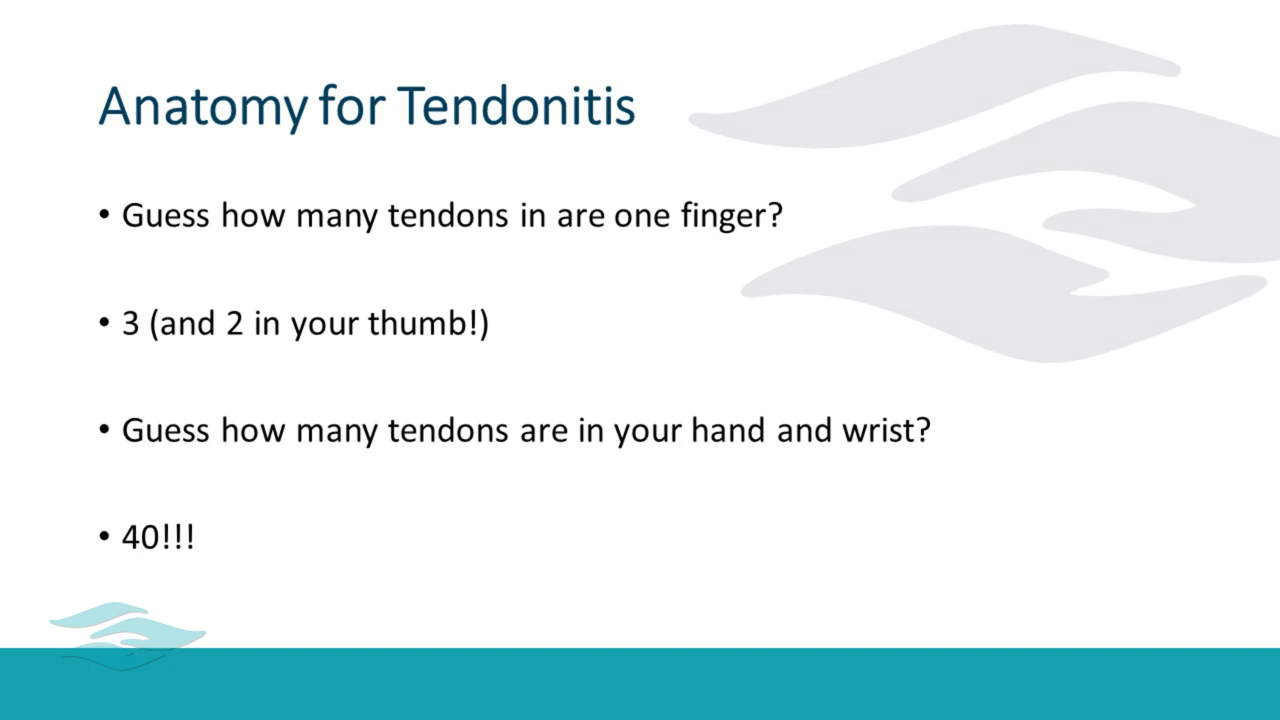 Anatomy for Tendonitis
• Guess how many tendons in are one finger?
• 3 (and 2 in your thumb!)
• Guess how many tendons are in your hand and wrist?
• 40!!!